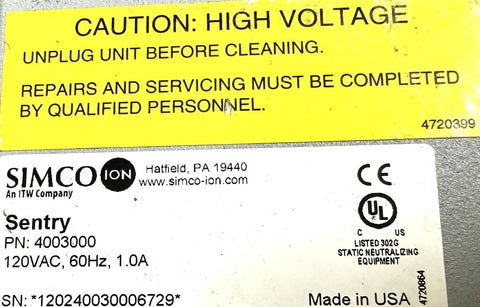 CAUTION: HIGH VOLTAGE
UNPLUG UNIT BEFORE CLEANING.
REPAIRS AND SERVICING MUST BE COMPLETED
BY QUALIFIED PERSONNEL.
4720399
SIMCO ION
An ITW Company
Hatfield, PA 19440
www.simco-ion.com
CE
Sentry
PN: 4003000
120VAC, 60Hz, 1.0A
C UL US
LISTED 302G
STATIC NEUTRALIZING
EQUIPMENT
4720664
SN: *120240030006729*
Made in USA